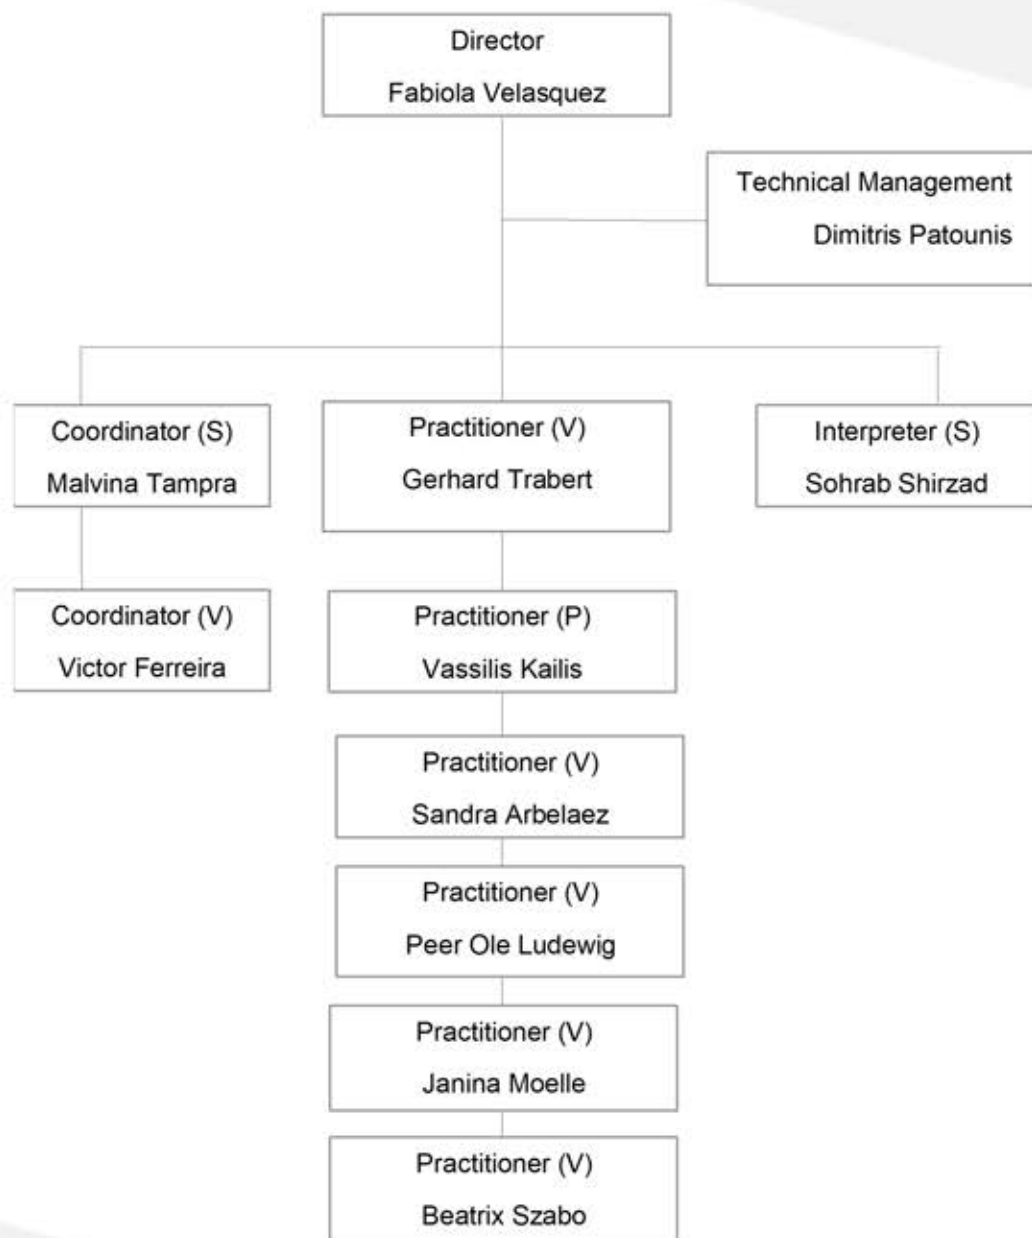 Director
Fabiola Velasquez
Technical Management
Dimitris Patounis
Coordinator (S)
Malvina Tampra
Practitioner (V)
Gerhard Trabert
Interpreter (S)
Sohrab Shirzad
Coordinator (V)
Victor Ferreira
Practitioner (P)
Vassilis Kailis
Practitioner (V)
Sandra Arbelaez
Practitioner (V)
Peer Ole Ludewig
Practitioner (V)
Janina Moelle
Practitioner (V)
Beatrix Szabo